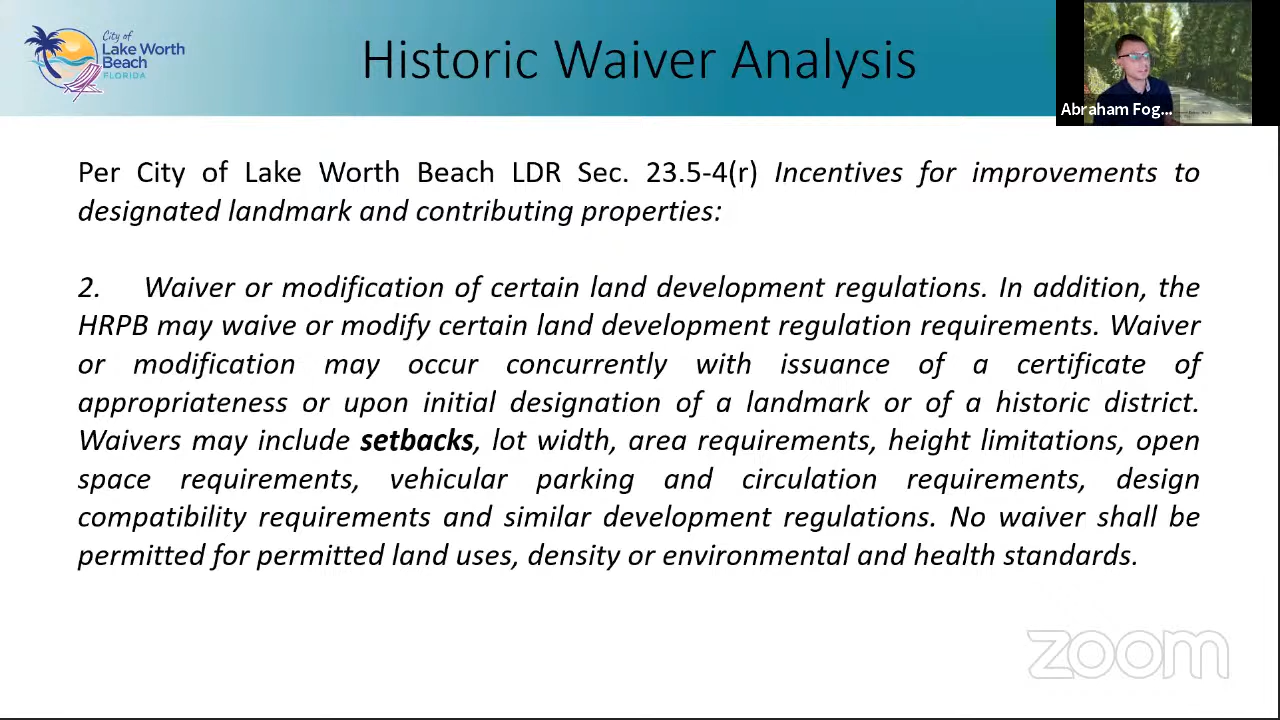 City of
Lake Worth
Beach
FLORIDA
Historic Waiver Analysis
Abraham Fog...
Per City of Lake Worth Beach LDR Sec. 23.5-4(r) Incentives for improvements to
designated landmark and contributing properties:
2. Waiver or modification of certain land development regulations. In addition, the
HRPB may waive or modify certain land development regulation requirements. Waiver
or modification may occur concurrently with issuance of a certificate of
appropriateness or upon initial designation of a landmark or of a historic district.
Waivers may include setbacks, lot width, area requirements, height limitations, open
space requirements, vehicular parking and circulation requirements, design
compatibility requirements and similar development regulations. No waiver shall be
permitted for permitted land uses, density or environmental and health standards.
zoom